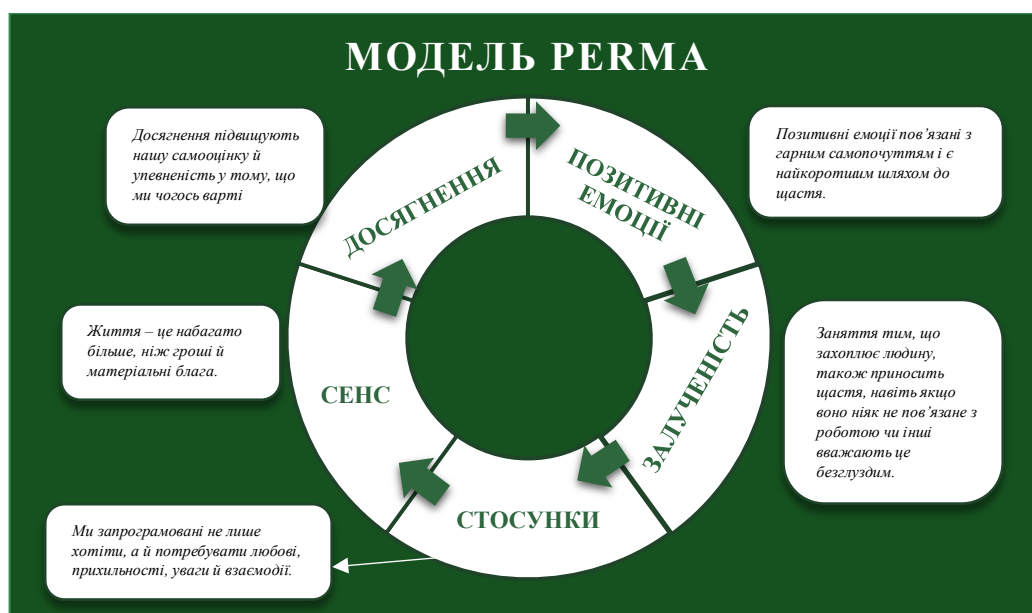 МОДЕЛЬ PERMA
Досягнення підвищують
нашу самооцінку й
упевненість у тому, що
ми чогось варті
ДОСЯГНЕННЯ
ПОЗИТИВНІ
ЕМОЦІЇ
Позитивні емоції пов’язані з
гарним самопочуттям і є
найкоротшим шляхом до
щастя.
Життя – це набагато
більше, ніж гроші й
матеріальні блага.
СЕНС
ЗАЛУЧЕНІСТЬ
Заняття тим, що
захоплює людину,
також приносить
щастя, навіть якщо
воно ніяк не пов’язане з
роботою чи інші
вважають це
безглуздим.
СТОСУНКИ
Ми запрограмовані не лише
хотіти, а й потребувати любові,
прихильності, уваги й взаємодії.